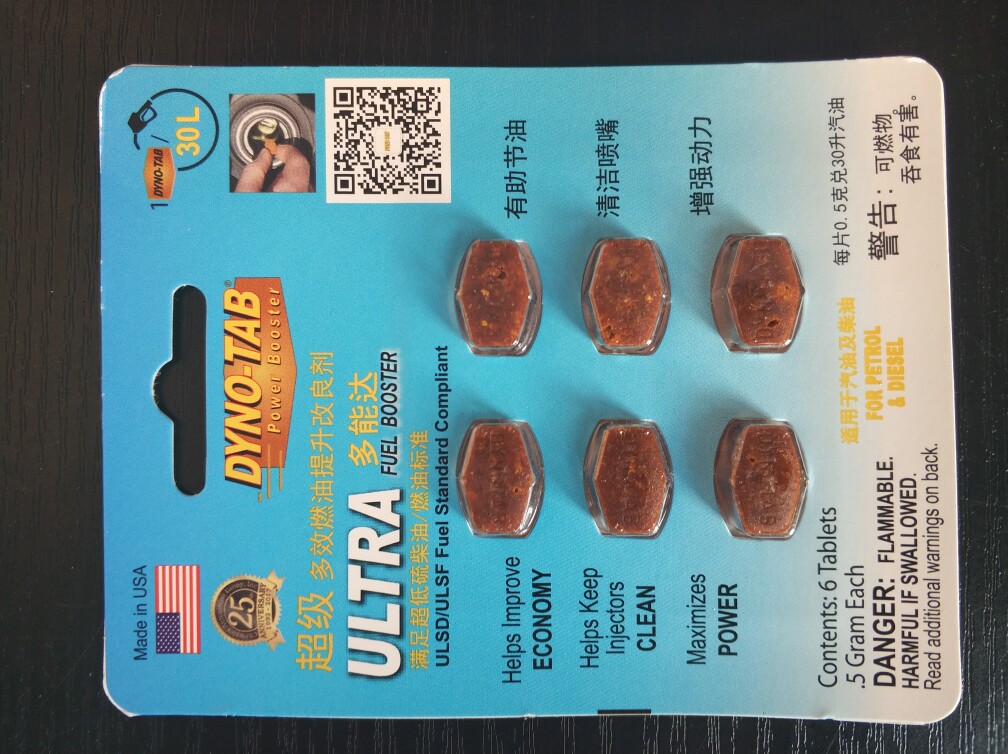 Made in USA
25
ANNIVERSARY
DYNO-TAB®
Power Booster
1 DYNO-TAB /
30L
超级 多效燃油提升改良剂
ULTRA 多能达
FUEL BOOSTER
满足超低硫柴油/燃油标准
ULSD/ULSF Fuel Standard Compliant
Helps Improve
ECONOMY
有助节油
Helps Keep
Injectors
CLEAN
清洁喷嘴
Maximizes
POWER
增强动力
Contents: 6 Tablets
.5 Gram Each
DANGER: FLAMMABLE.
HARMFUL IF SWALLOWED.
Read additional warnings on back.
适用于汽油及柴油
FOR PETROL
& DIESEL
每片0.5克兑30升汽油
警告：可燃物。
吞食有害。